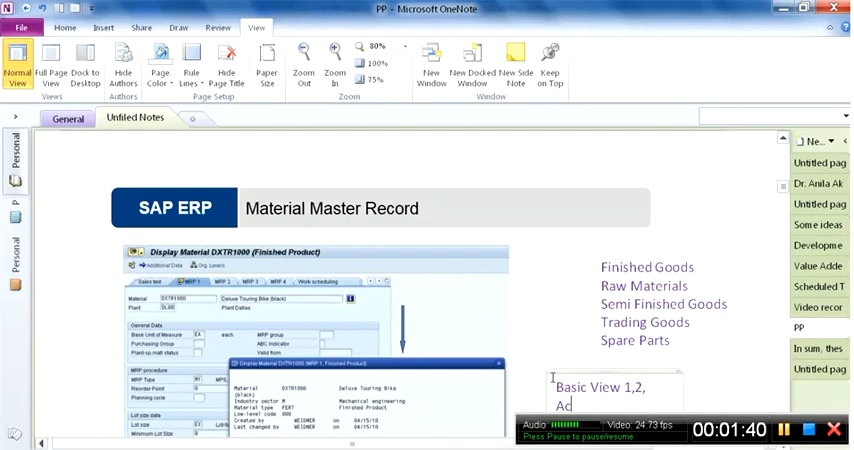 PP - Microsoft OneNote
File Home Insert Share Draw Review View
Normal View
Full Page View
Dock to Desktop
Hide Authors
Page Color
Rule Lines
Hide Page Title
Paper Size
Zoom Out
Zoom In
80%
100%
75%
New Window
New Docked Window
New Side Note
Keep on Top
Views Authors Page Setup Zoom Window
General Unfiled Notes
Personal
P
Personal
Ne...
Untitled pag
Dr. Anila Ak
Untitled pag
Some ideas
Developme
Value Adde
Scheduled T
Video recor
PP
In sum, thes
Untitled pag
SAP ERP Material Master Record
Display Material DXTR1000 (Finished Product)
Additional Data Org. Levels
Sales text MRP 1 MRP 2 MRP 3 MRP 4 Work scheduling
Material DXTR1000 Deluxe Touring Bike (black)
Plant DL00 Plant Dallas
General Data
Base Unit of Measure EA each MRP group
Purchasing Group ABC Indicator
Plant-sp matl status Valid from
MRP procedure
MRP Type
Reorder Point 0
Planning cycle
Lot size data
Lot size EX
Minimum Lot Size 0
Display Material DXTR1000 (MRP 1, Finished Product)
Material DXTR1000 Deluxe Touring Bike
(black)
Industry sector M Mechanical engineering
Material type FERT Finished Product
Low-level code 000
Created by WEIDNER on 04/15/10
Last changed by WEIDNER on 04/15/10
Finished Goods
Raw Materials
Semi Finished Goods
Trading Goods
Spare Parts
Basic View 1,2,
Ac
Audio Video: 24.73 fps 00:01:40
Press Pause to pause/resume